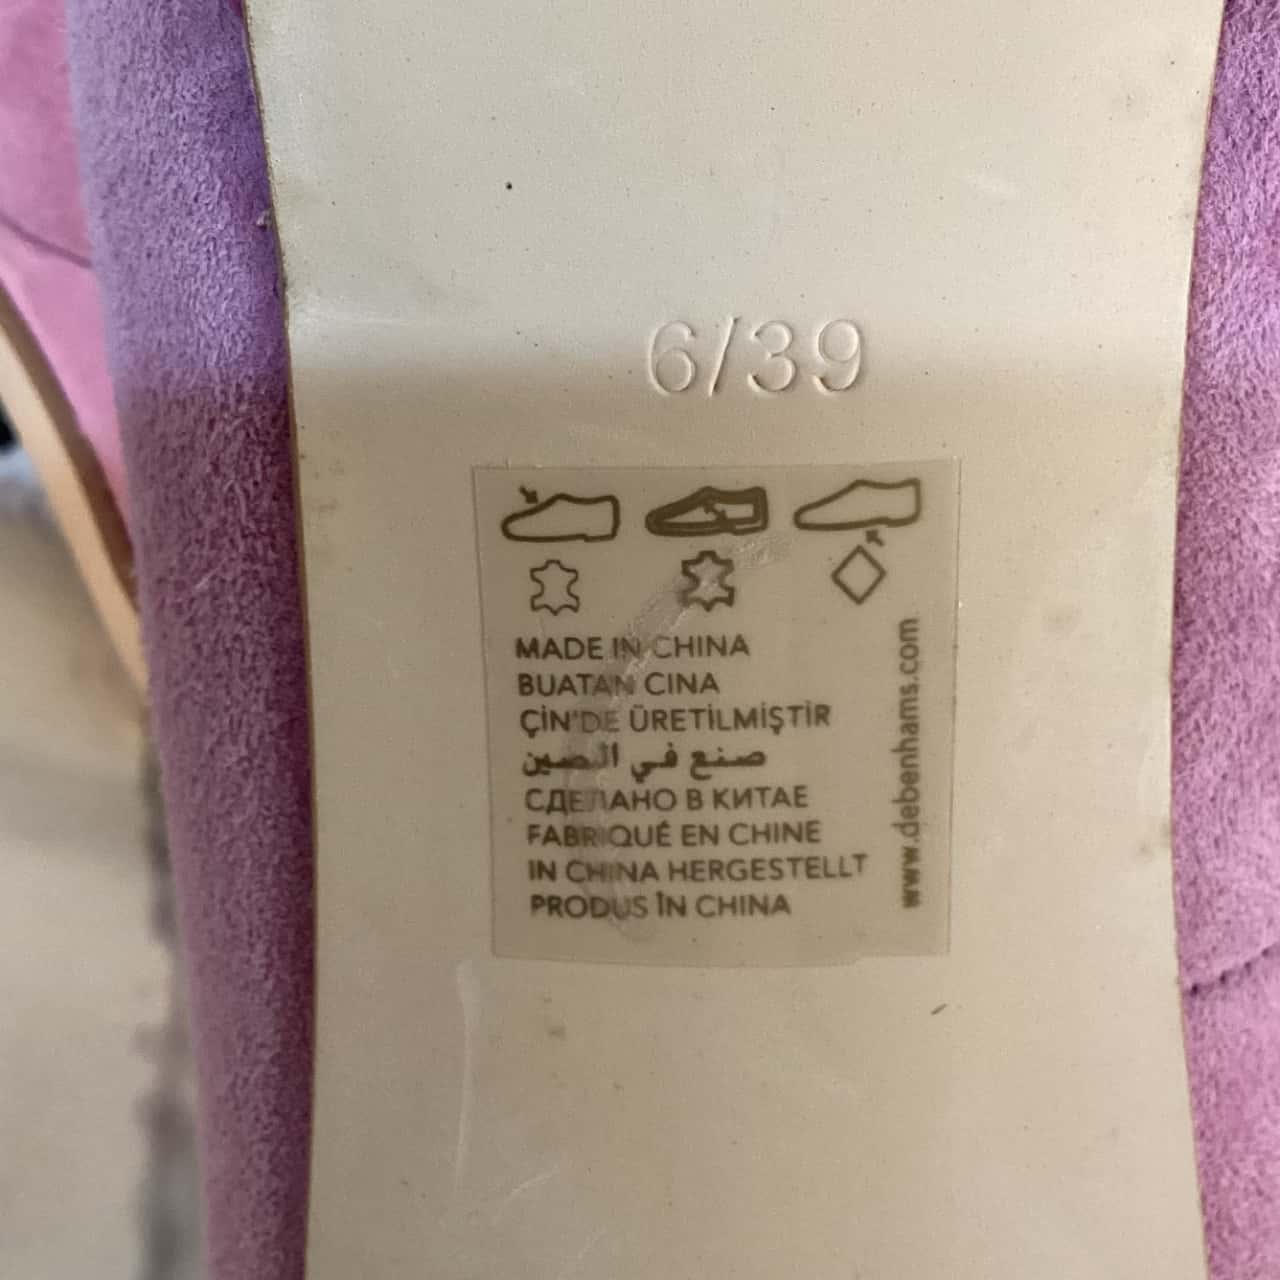 6/39
MADE IN CHINA
BUATAN CINA
ÇİN'DE ÜRETİLMİŞTİR
صنع في الصين
СДЕЛАНО В КИТАЕ
FABRIQUÉ EN CHINE
IN CHINA HERGESTELLT
PRODUS ÎN CHINA
www.debenhams.com